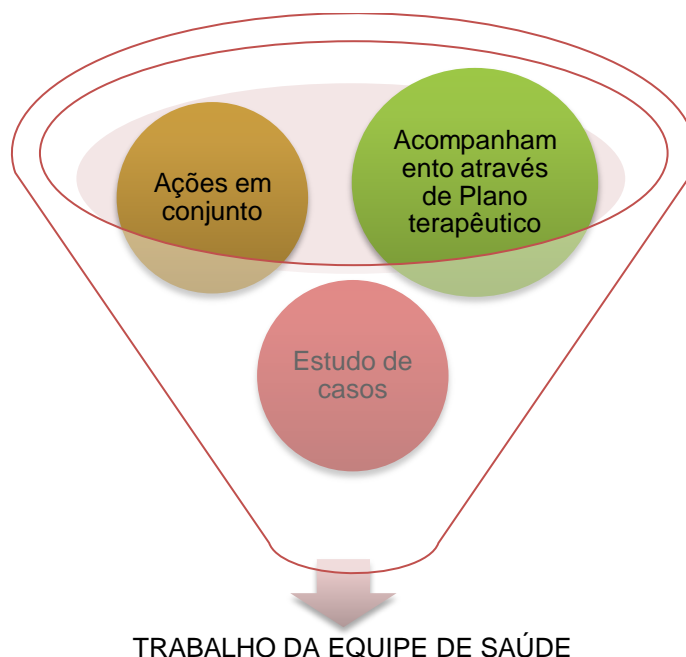 Ações em
conjunto
Acompanham
ento através
de Plano
terapêutico
Estudo de
casos
TRABALHO DA EQUIPE DE SAÚDE